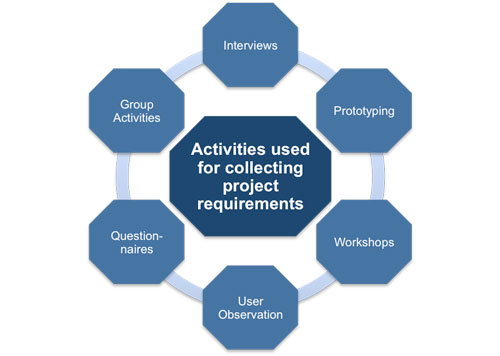 Interviews
Prototyping
Workshops
User
Observation
Question-
naires
Group
Activities
Activities used
for collecting
project
requirements